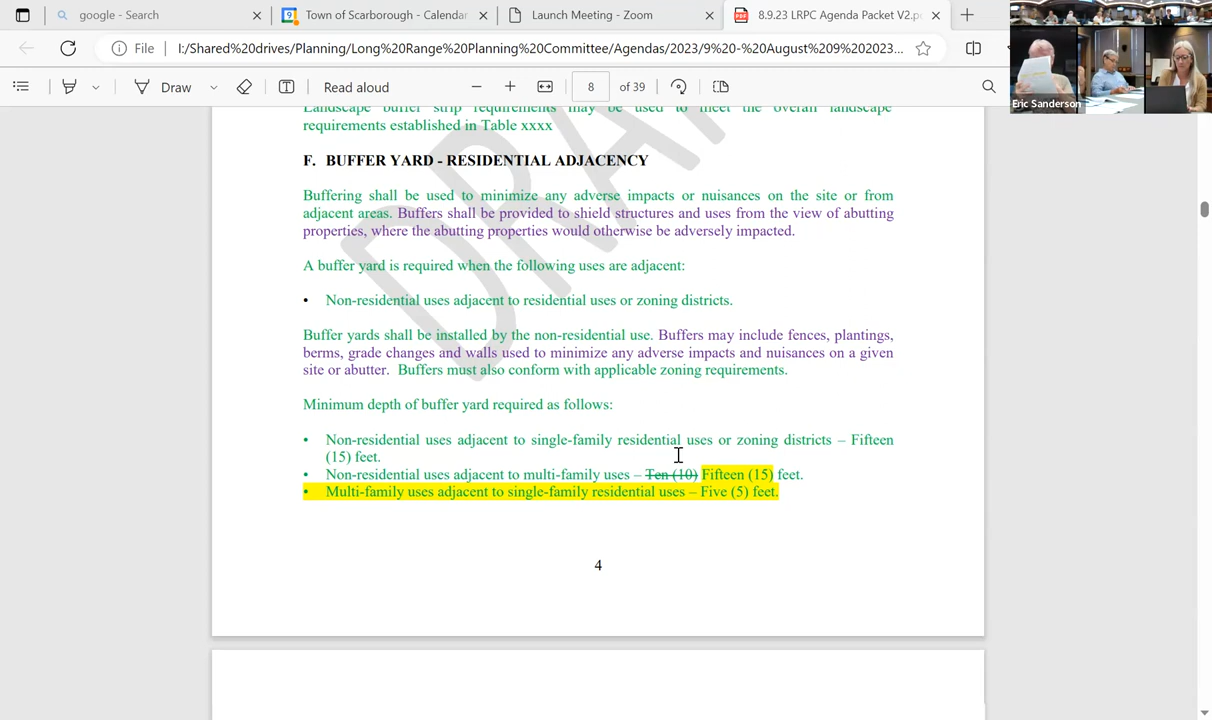 google - Search
Town of Scarborough - Calendar
Launch Meeting - Zoom
8.9.23 LRPC Agenda Packet V2.p
File
I:/Shared%20drives/Planning/Long%20Range%20Planning%20Committee/Agendas/2023/9%20-%20August%209%202023...
Draw
Read aloud
8
of 39
Eric Sanderson
Landscape buffer strip requirements may be used to meet the overall landscape
requirements established in Table xxxx
F. BUFFER YARD - RESIDENTIAL ADJACENCY
Buffering shall be used to minimize any adverse impacts or nuisances on the site or from
adjacent areas. Buffers shall be provided to shield structures and uses from the view of abutting
properties, where the abutting properties would otherwise be adversely impacted.
A buffer yard is required when the following uses are adjacent:
• Non-residential uses adjacent to residential uses or zoning districts.
Buffer yards shall be installed by the non-residential use. Buffers may include fences, plantings,
berms, grade changes and walls used to minimize any adverse impacts and nuisances on a given
site or abutter. Buffers must also conform with applicable zoning requirements.
Minimum depth of buffer yard required as follows:
• Non-residential uses adjacent to single-family residential uses or zoning districts – Fifteen
(15) feet.
• Non-residential uses adjacent to multi-family uses – Ten (10) Fifteen (15) feet.
• Multi-family uses adjacent to single-family residential uses – Five (5) feet.
4